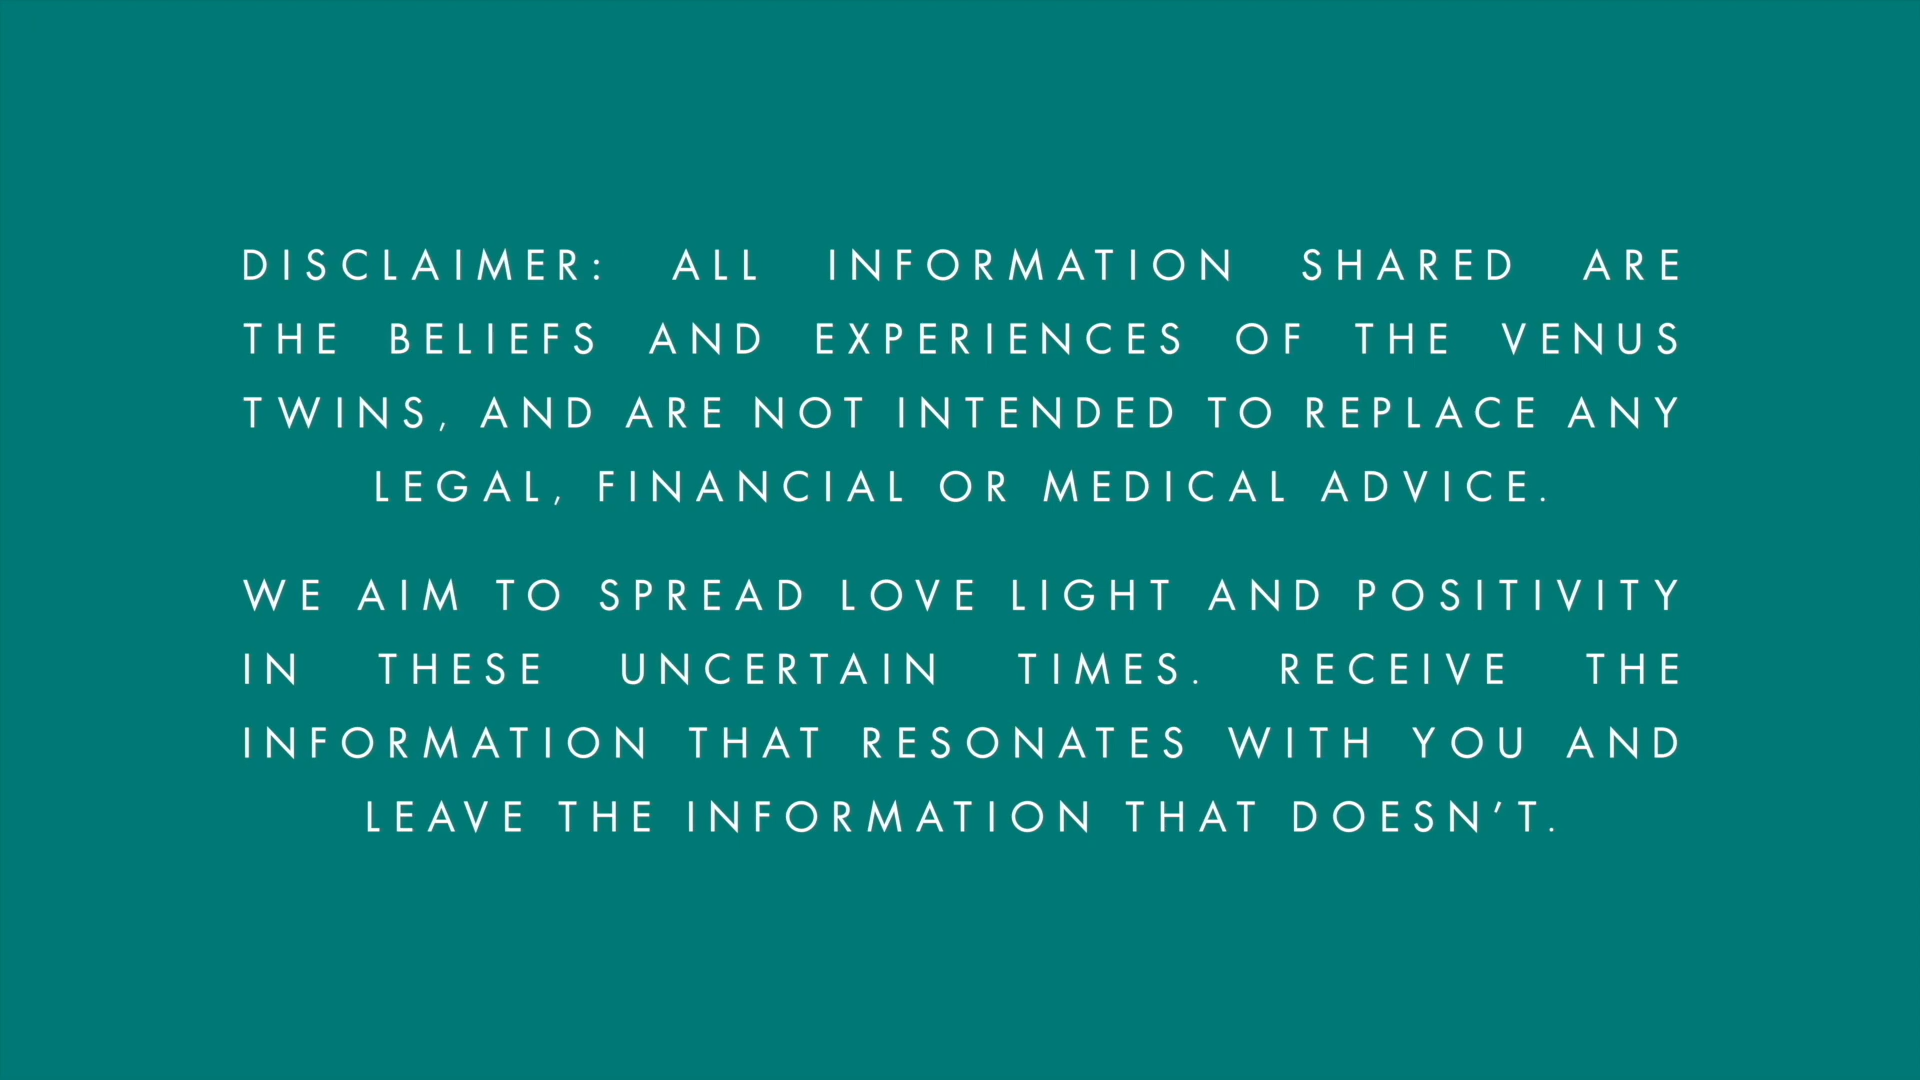 DISCLAIMER: ALL INFORMATION SHARED ARE
THE BELIEFS AND EXPERIENCES OF THE VENUS
TWINS, AND ARE NOT INTENDED TO REPLACE ANY
LEGAL, FINANCIAL OR MEDICAL ADVICE.
WE AIM TO SPREAD LOVE LIGHT AND POSITIVITY
IN THESE UNCERTAIN TIMES. RECEIVE THE
INFORMATION THAT RESONATES WITH YOU AND
LEAVE THE INFORMATION THAT DOESN’T.